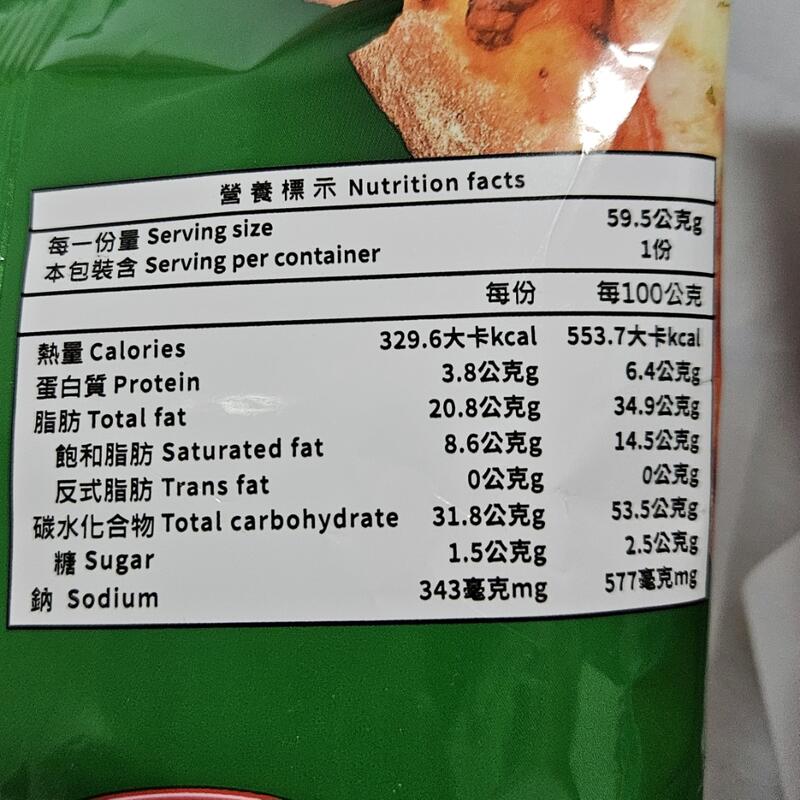 營養標示 Nutrition facts
每一份量 Serving size 59.5公克g
本包裝含 Serving per container 1份
每份 每100公克
熱量 Calories 329.6大卡kcal 553.7大卡kcal
蛋白質 Protein 3.8公克g 6.4公克g
脂肪 Total fat 20.8公克g 34.9公克g
飽和脂肪 Saturated fat 8.6公克g 14.5公克g
反式脂肪 Trans fat 0公克g 0公克g
碳水化合物 Total carbohydrate 31.8公克g 53.5公克g
糖 Sugar 1.5公克g 2.5公克g
鈉 Sodium 343毫克mg 577毫克mg